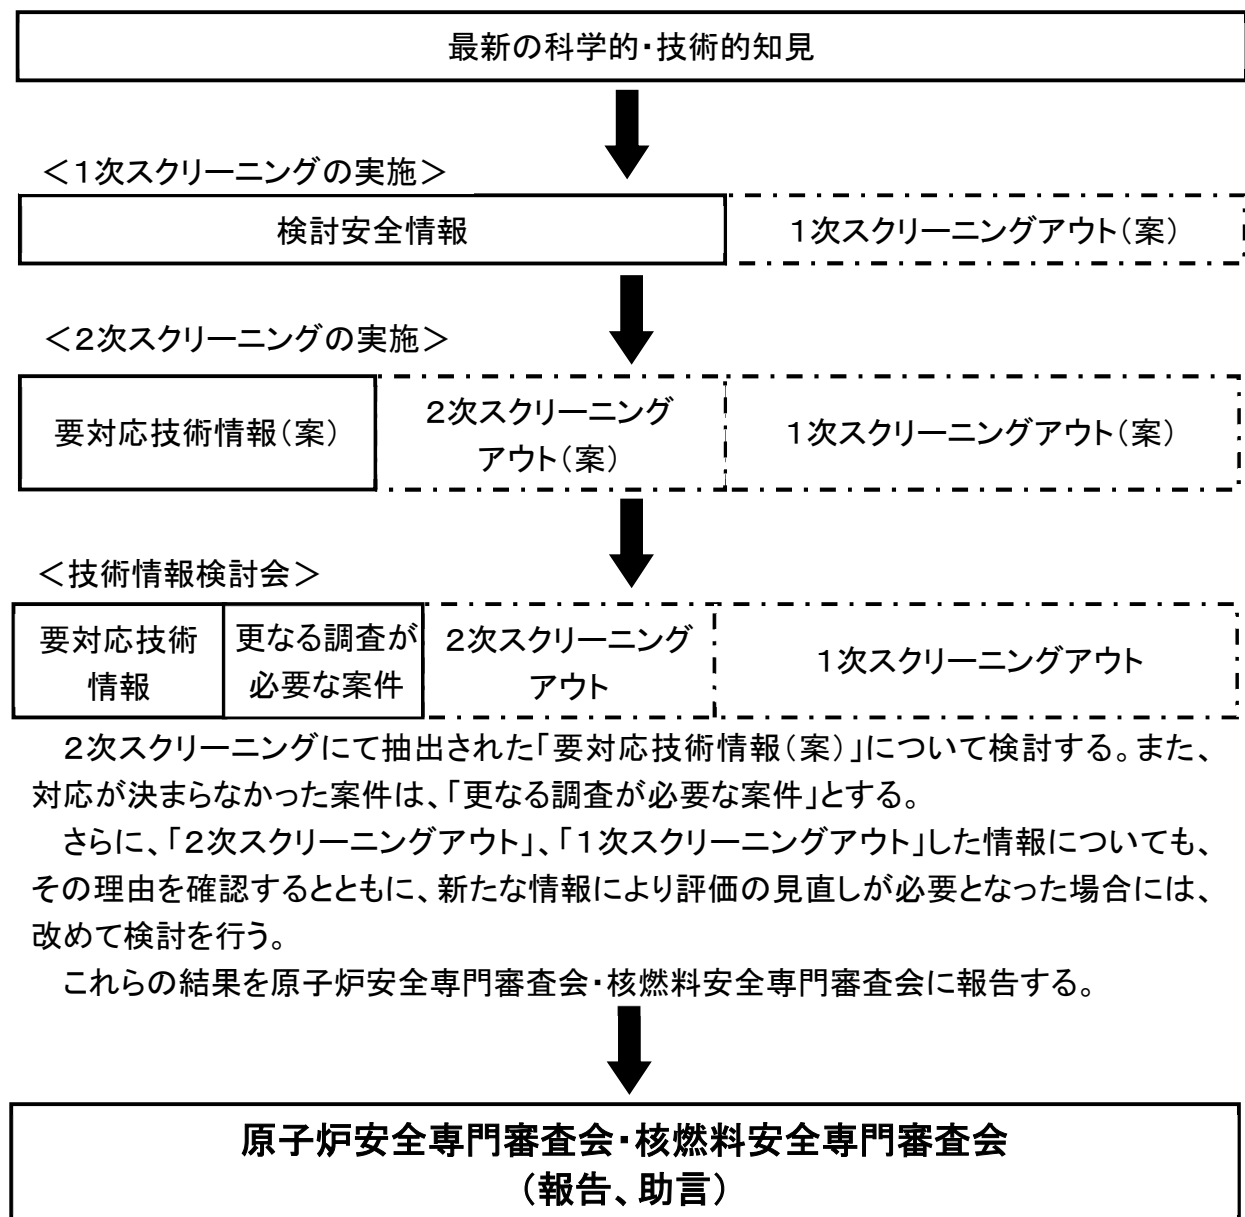 最新の科学的・技術的知見
＜１次スクリーニングの実施＞
検討安全情報
１次スクリーニングアウト（案）
＜２次スクリーニングの実施＞
要対応技術情報（案）
２次スクリーニング
アウト（案）
１次スクリーニングアウト（案）
＜技術情報検討会＞
要対応技術
情報
更なる調査が
必要な案件
２次スクリーニング
アウト
１次スクリーニングアウト
２次スクリーニングにて抽出された「要対応技術情報（案）」について検討する。また、
対応が決まらなかった案件は、「更なる調査が必要な案件」とする。
さらに、「２次スクリーニングアウト」、「１次スクリーニングアウト」した情報についても、
その理由を確認するとともに、新たな情報により評価の見直しが必要となった場合には、
改めて検討を行う。
これらの結果を原子炉安全専門審査会・核燃料安全専門審査会に報告する。
原子炉安全専門審査会・核燃料安全専門審査会
（報告、助言）